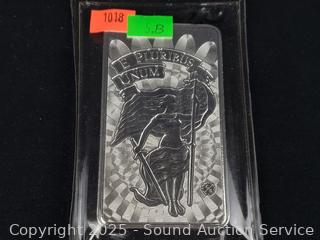 1018
S.B
E PLURIBUS
UNUM
Copyright © 2025 - Sound Auction Service